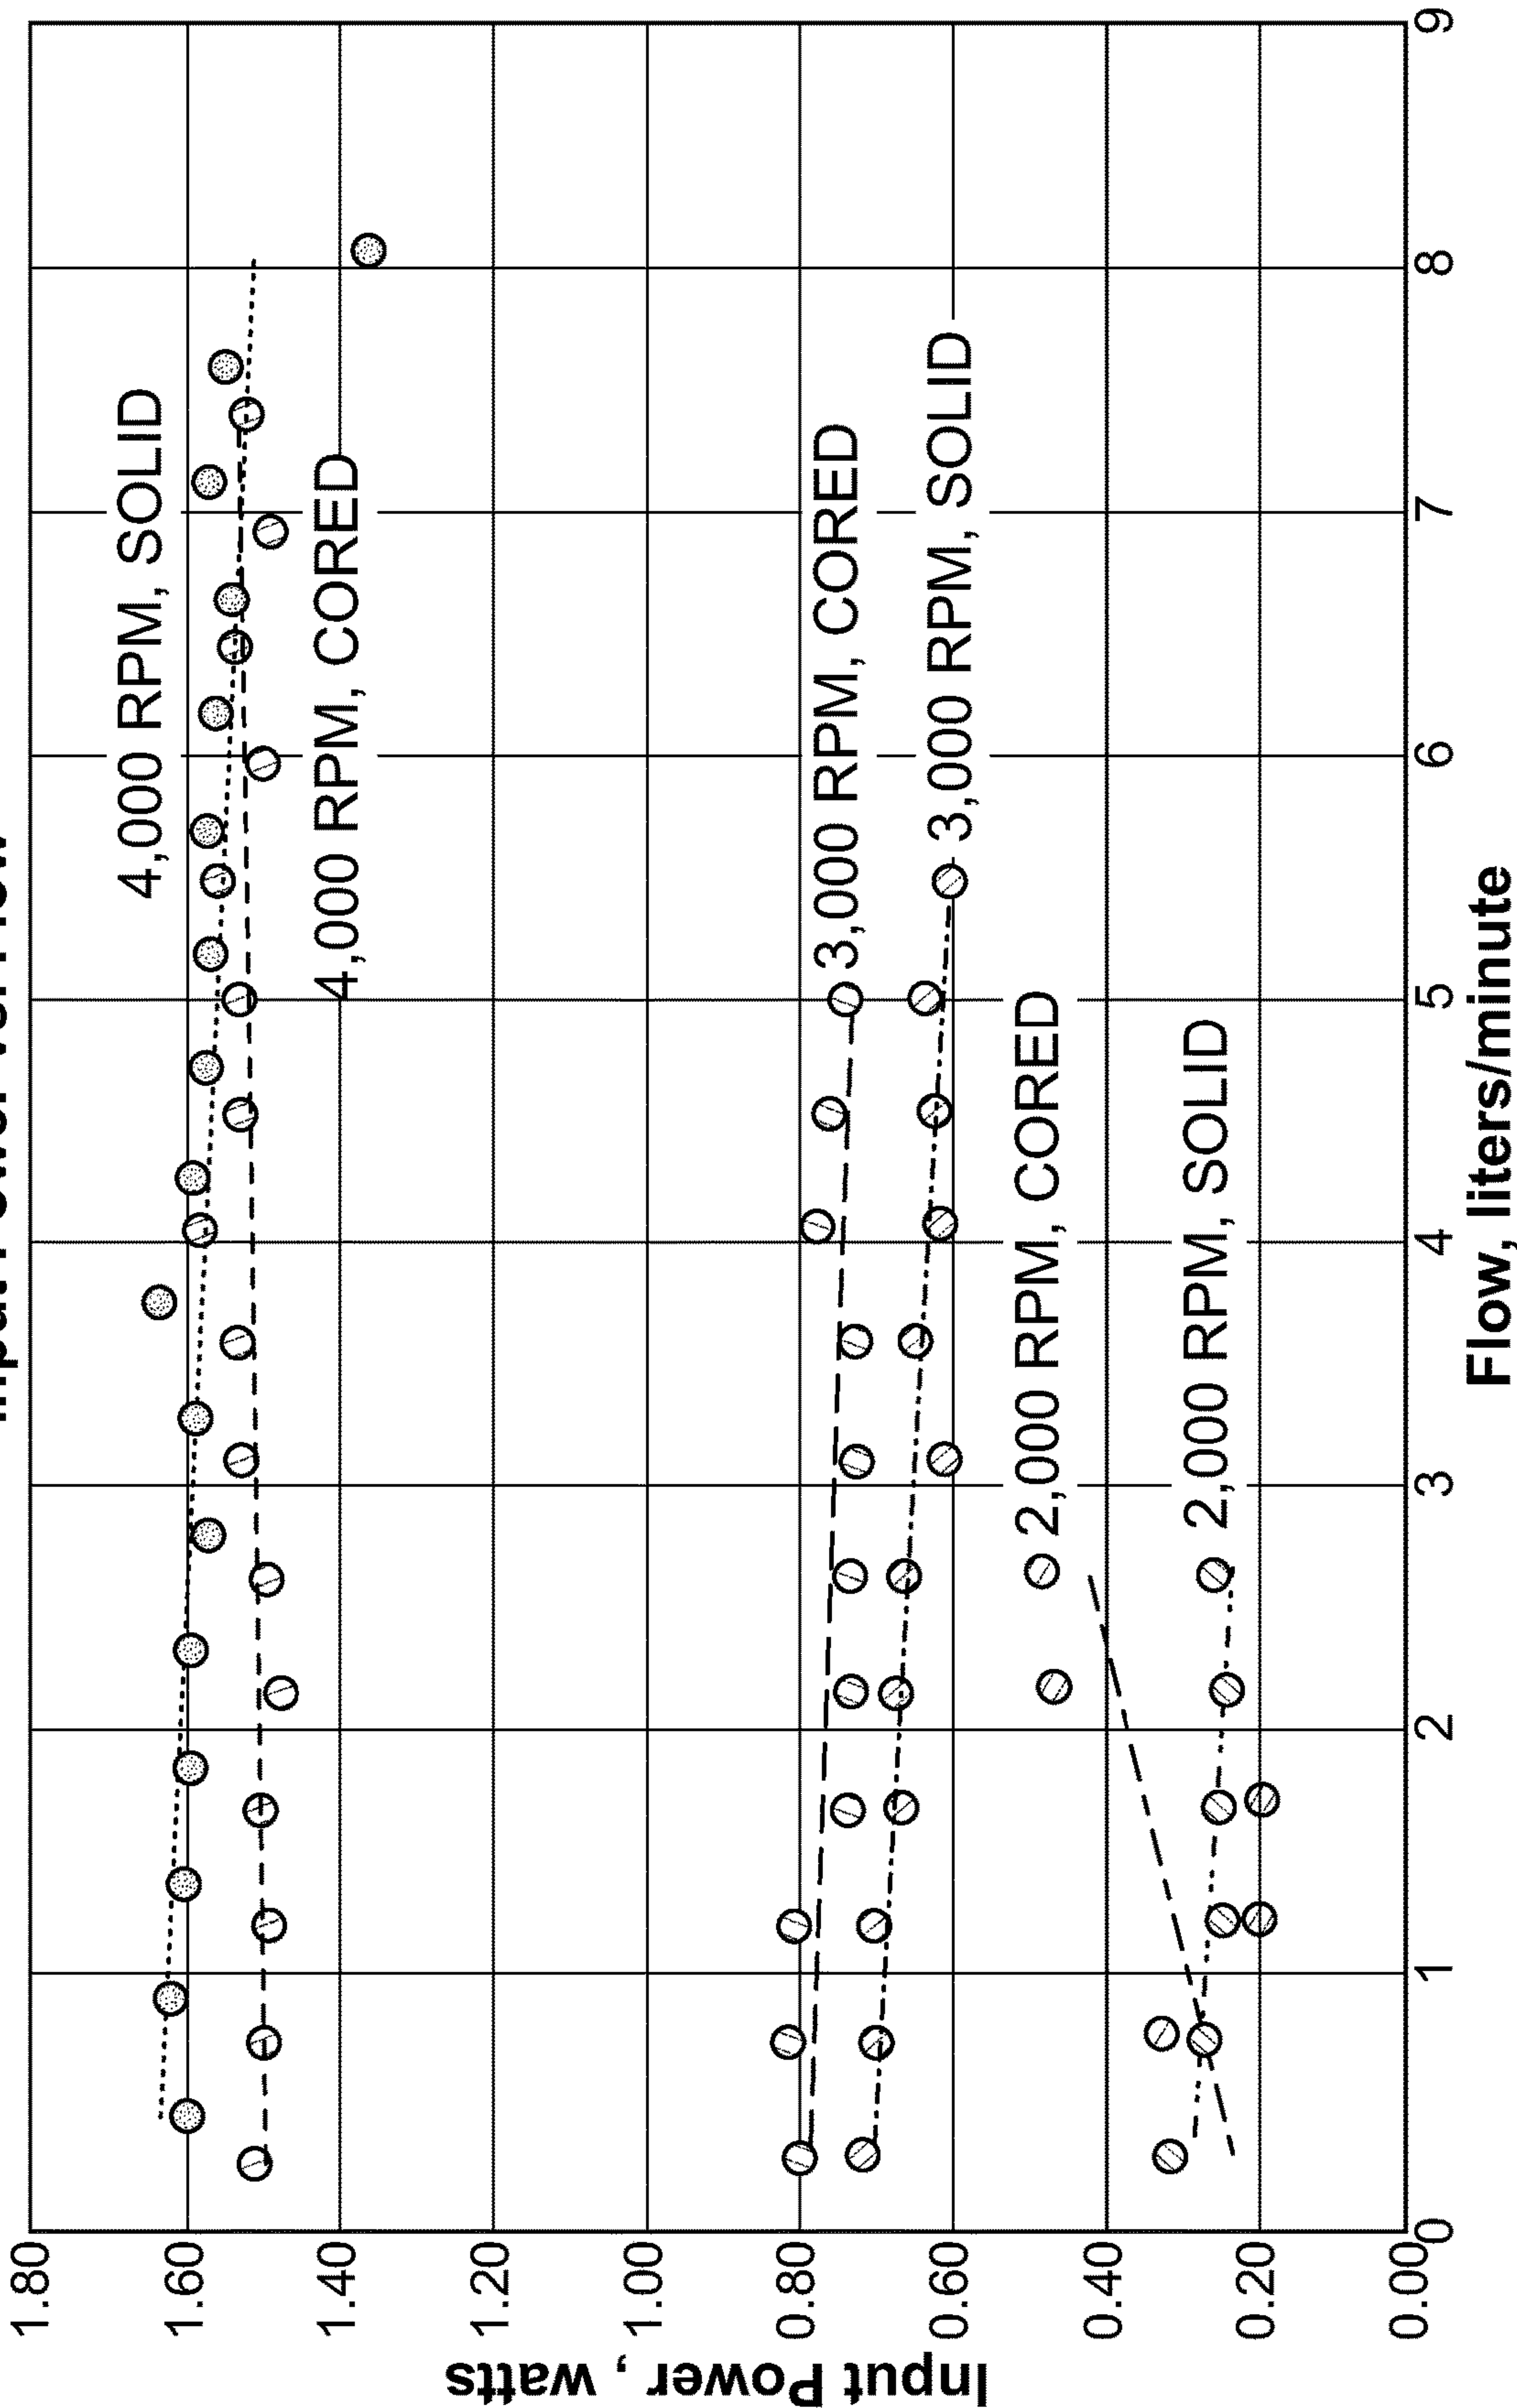 Input Power vs. Flow
1.80
1.60
1.40
1.20
1.00
0.80
0.60
0.40
0.20
0.00
Input Power , watts
4,000 RPM, SOLID
4,000 RPM, CORED
3,000 RPM, CORED
3,000 RPM, SOLID
2,000 RPM, CORED
2,000 RPM, SOLID
0 1 2 3 4 5 6 7 8 9
Flow, liters/minute